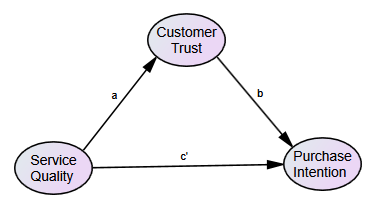 Customer
Trust
a
b
Service
Quality
c'
Purchase
Intention